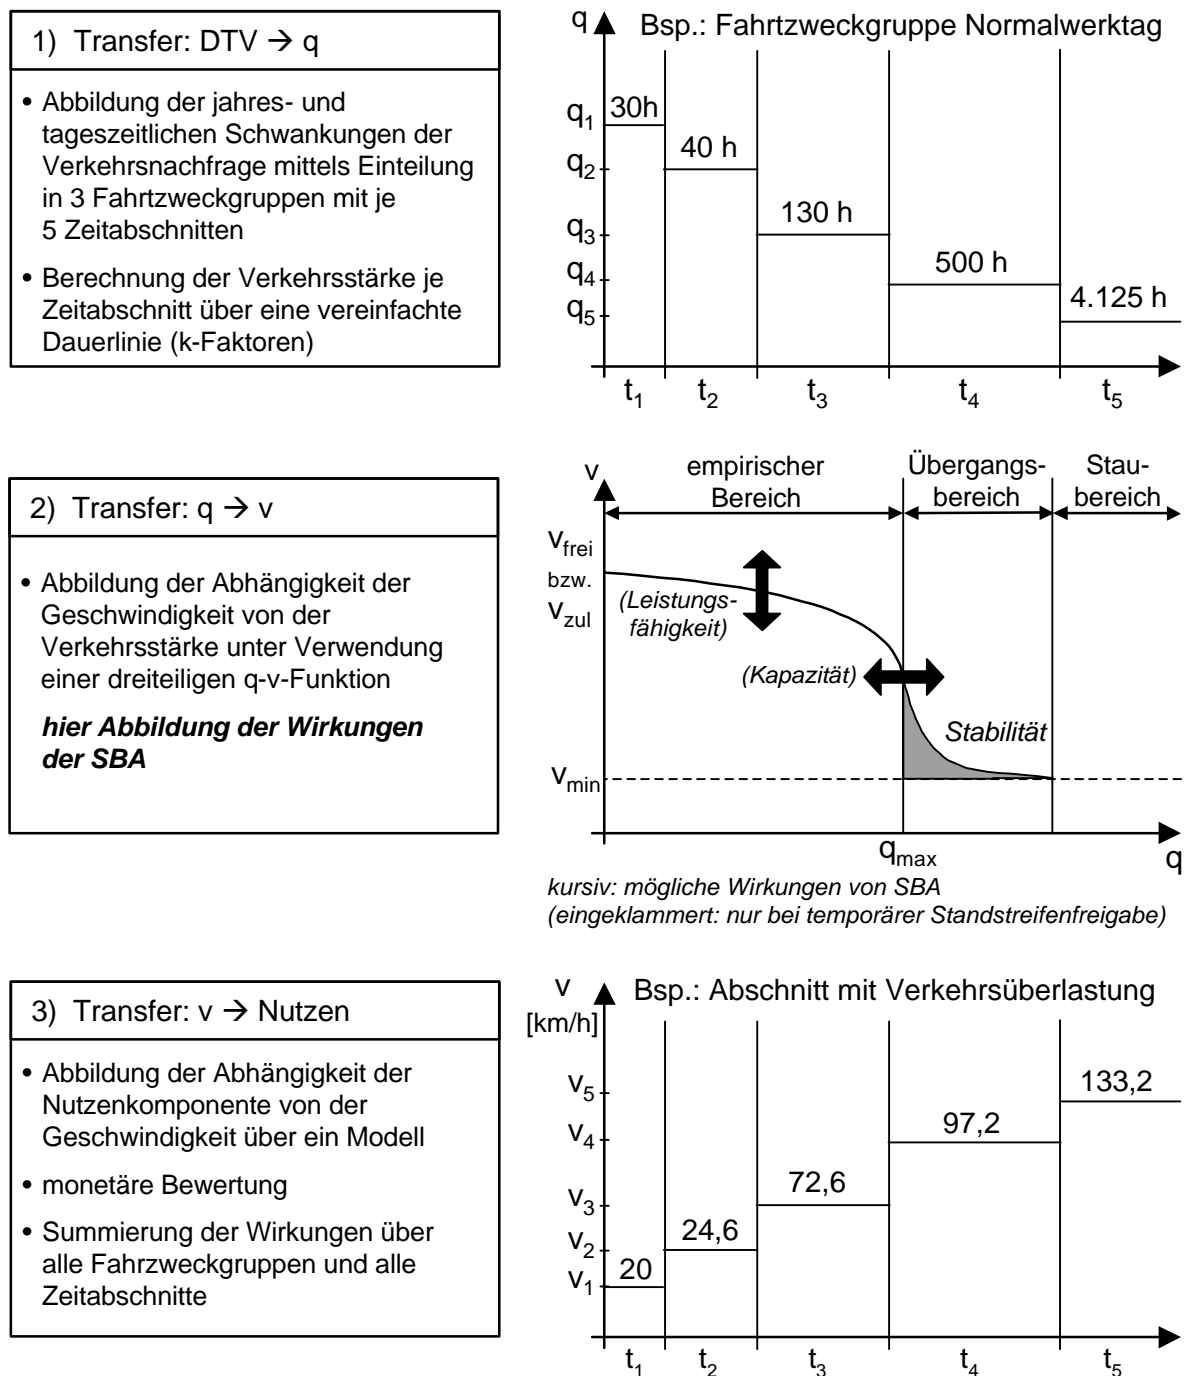 1) Transfer: DTV → q
• Abbildung der jahres- und
tageszeitlichen Schwankungen der
Verkehrsnachfrage mittels Einteilung
in 3 Fahrtzweckgruppen mit je
5 Zeitabschnitten
• Berechnung der Verkehrsstärke je
Zeitabschnitt über eine vereinfachte
Dauerlinie (k-Faktoren)
q Bsp.: Fahrtzweckgruppe Normalwerktag
q1 30h
q2 40 h
q3 130 h
q4 500 h
q5 4.125 h
t1 t2 t3 t4 t5
2) Transfer: q → v
• Abbildung der Abhängigkeit der
Geschwindigkeit von der
Verkehrsstärke unter Verwendung
einer dreiteiligen q-v-Funktion
hier Abbildung der Wirkungen
der SBA
v empirischer Bereich
Übergangs-
bereich
Stau-
bereich
vfrei
bzw.
vzul
(Leistungs-
fähigkeit)
(Kapazität)
Stabilität
vmin
qmax
q
kursiv: mögliche Wirkungen von SBA
(eingeklammert: nur bei temporärer Standstreifenfreigabe)
3) Transfer: v → Nutzen
• Abbildung der Abhängigkeit der
Nutzenkomponente von der
Geschwindigkeit über ein Modell
• monetäre Bewertung
• Summierung der Wirkungen über
alle Fahrzweckgruppen und alle
Zeitabschnitte
v Bsp.: Abschnitt mit Verkehrsüberlastung
[km/h]
v5 133,2
v4 97,2
v3 72,6
v2 24,6
v1 20
t1 t2 t3 t4 t5